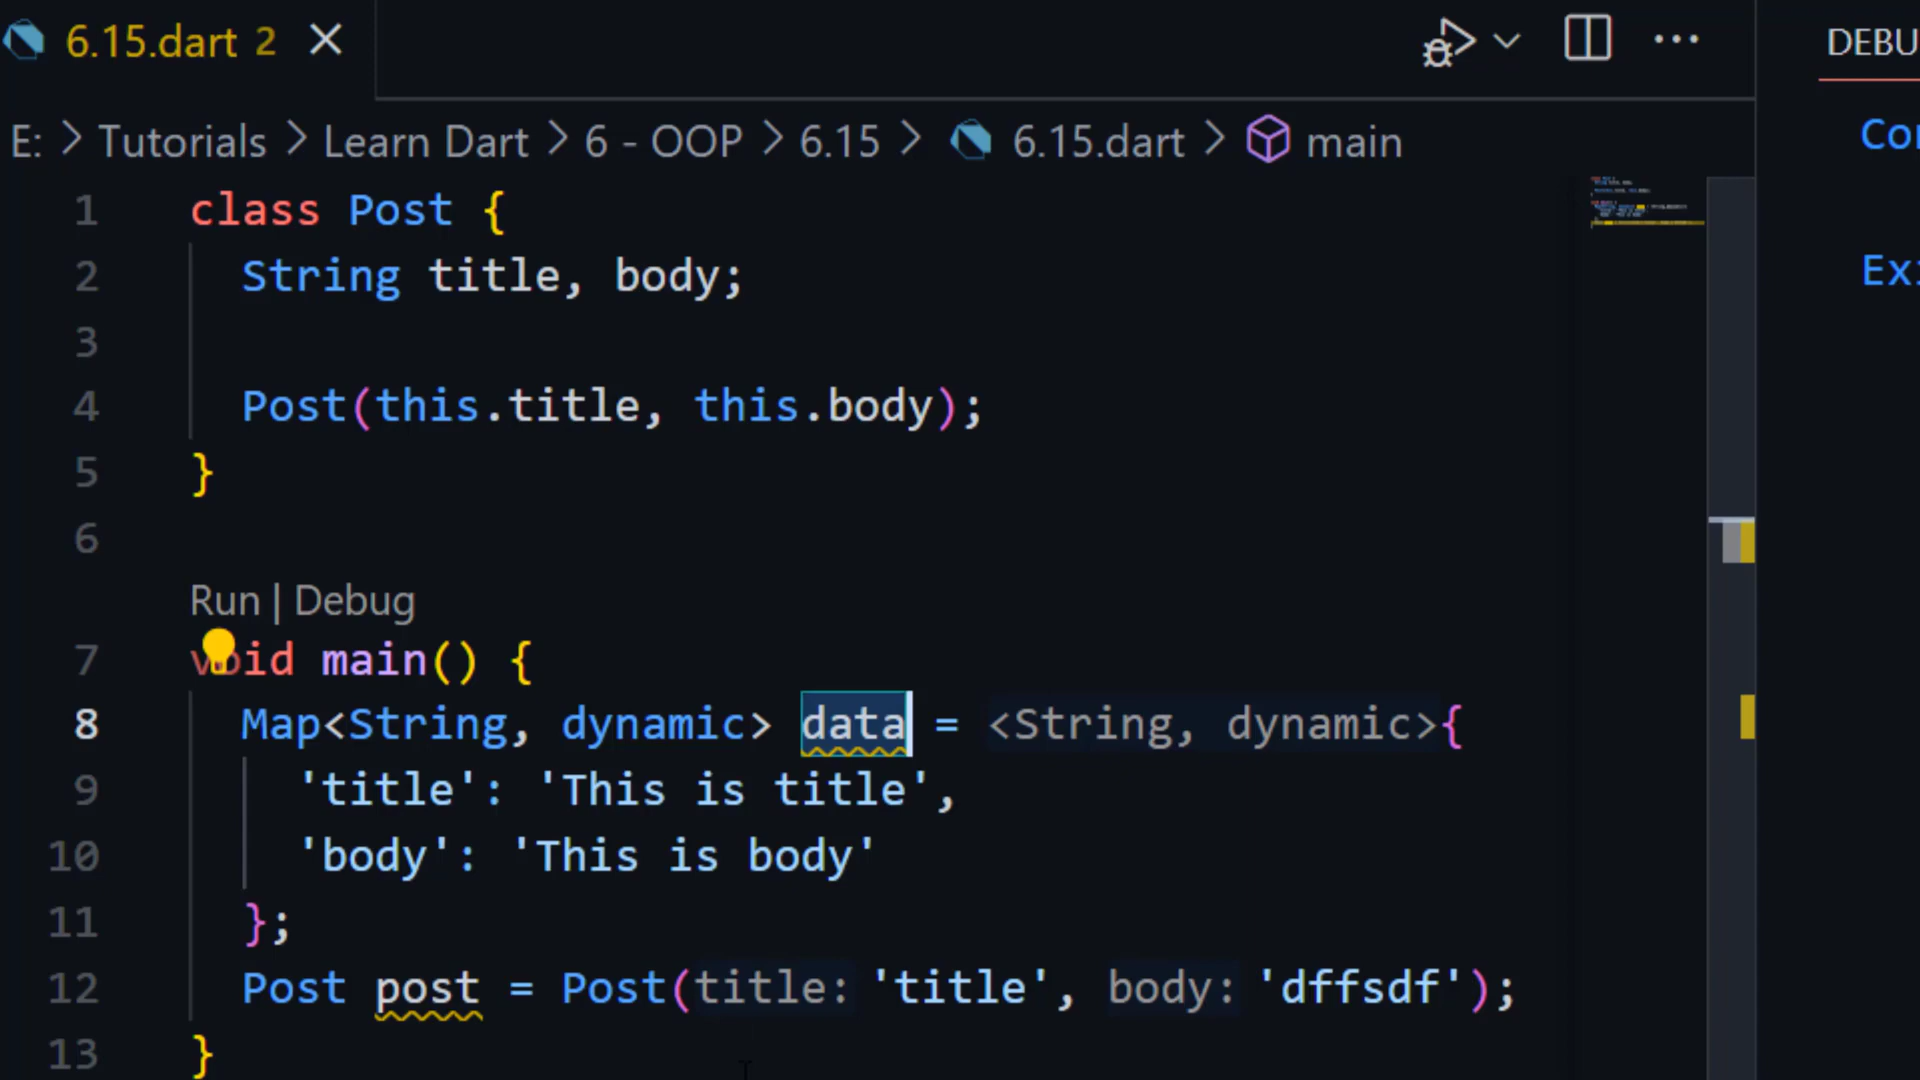 6.15.dart 2
DEBU
E: > Tutorials > Learn Dart > 6 - OOP > 6.15 > 6.15.dart > main
Con
Exi
1 class Post {
2 String title, body;
3
4 Post(this.title, this.body);
5 }
6
Run | Debug
7 void main() {
8 Map<String, dynamic> data = <String, dynamic>{
9 'title': 'This is title',
10 'body': 'This is body'
11 };
12 Post post = Post(title: 'title', body: 'dffsdf');
13 }